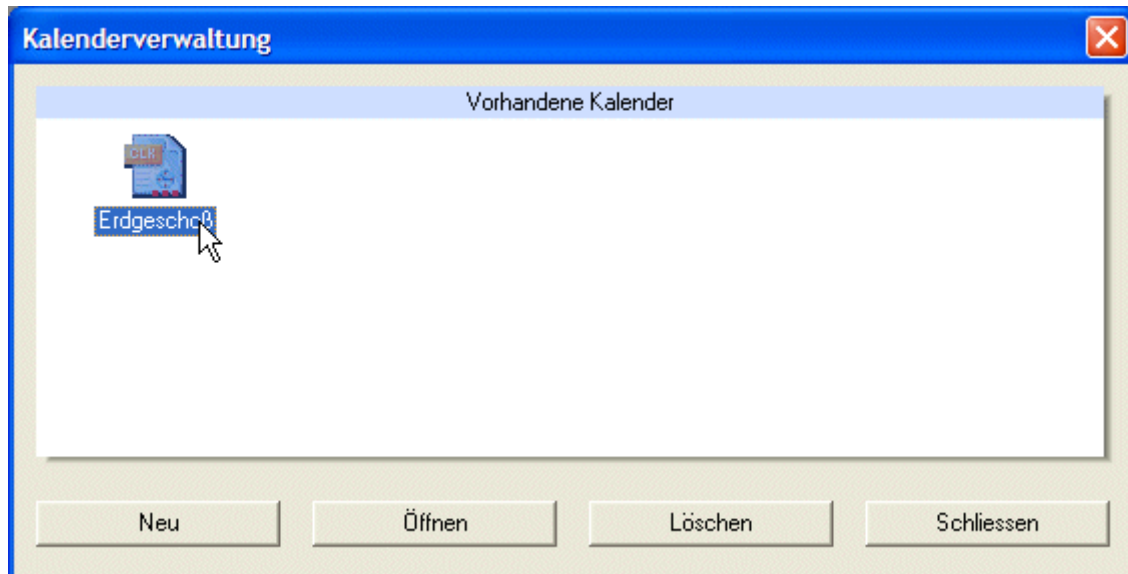 Kalenderverwaltung
Vorhandene Kalender
Erdgeschoß
Neu
Öffnen
Löschen
Schliessen